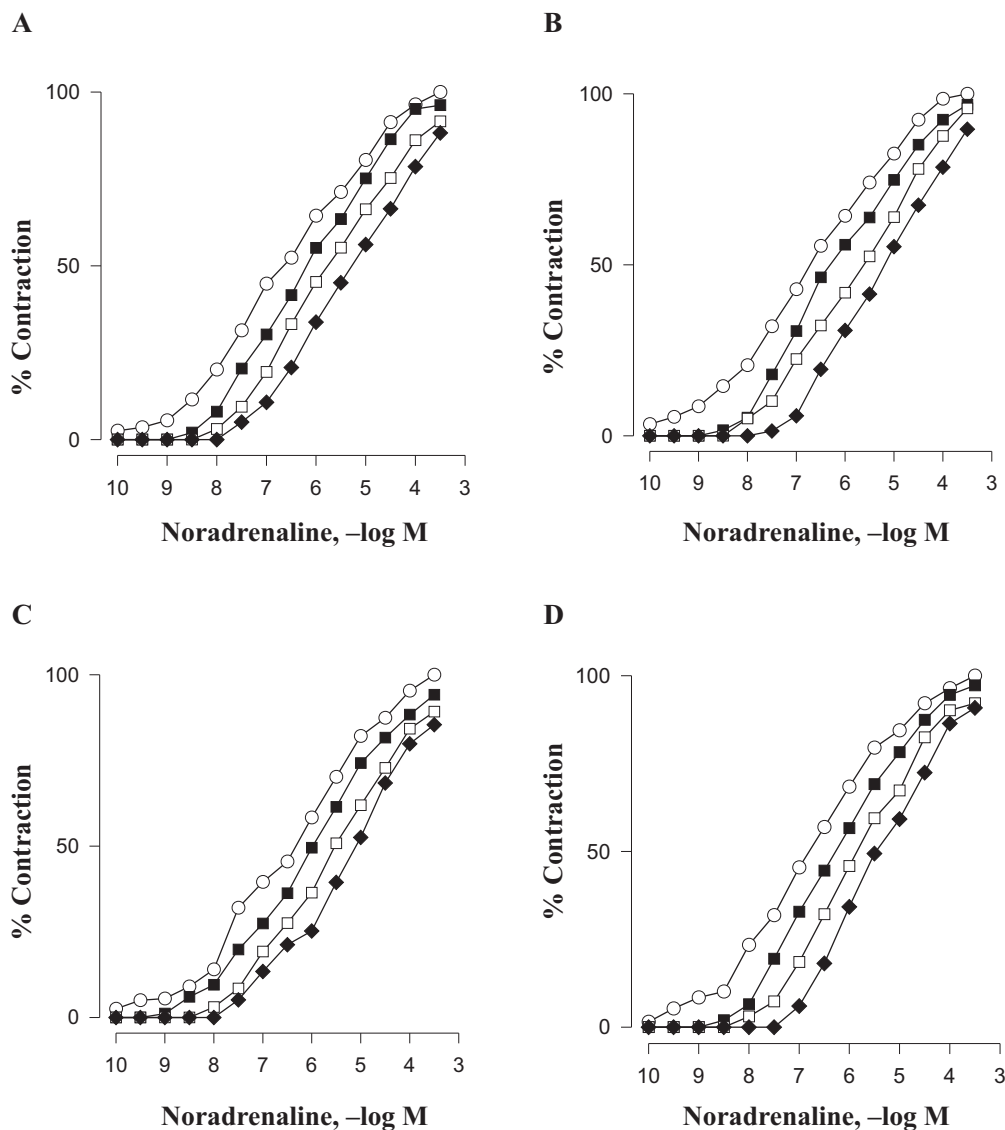 A
100
50
0
% Contraction
10 9 8 7 6 5 4 3
Noradrenaline, –log M
B
100
50
0
% Contraction
10 9 8 7 6 5 4 3
Noradrenaline, –log M
C
100
50
0
% Contraction
10 9 8 7 6 5 4 3
Noradrenaline, –log M
D
100
50
0
% Contraction
10 9 8 7 6 5 4 3
Noradrenaline, –log M